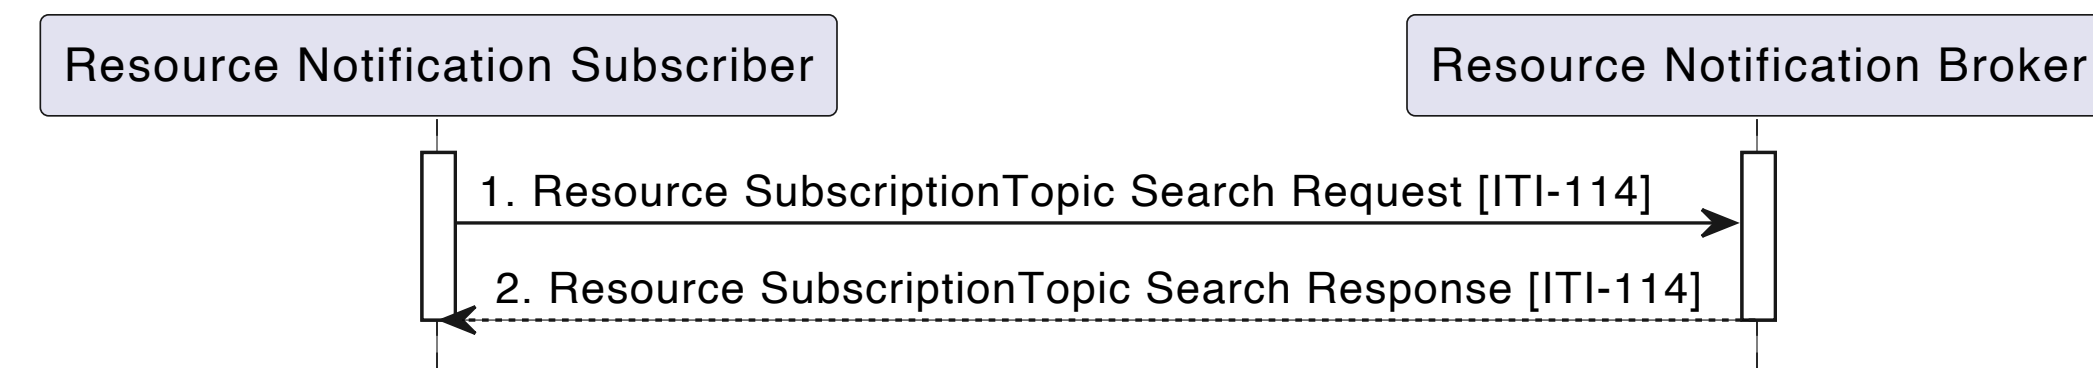 Resource Notification Subscriber
Resource Notification Broker
1. Resource SubscriptionTopic Search Request [ITI-114]
2. Resource SubscriptionTopic Search Response [ITI-114]